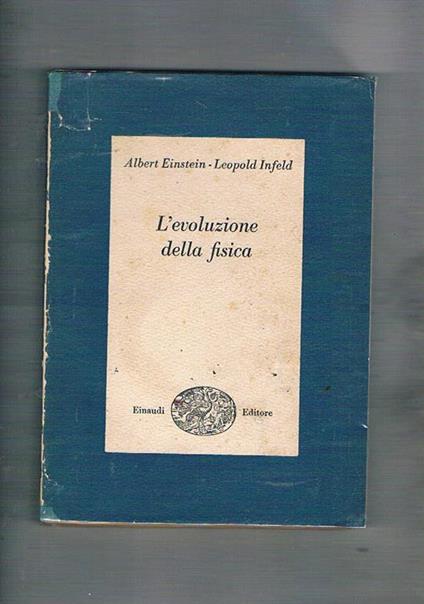 Albert Einstein - Leopold Infeld
L'evoluzione
della fisica
Einaudi Editore